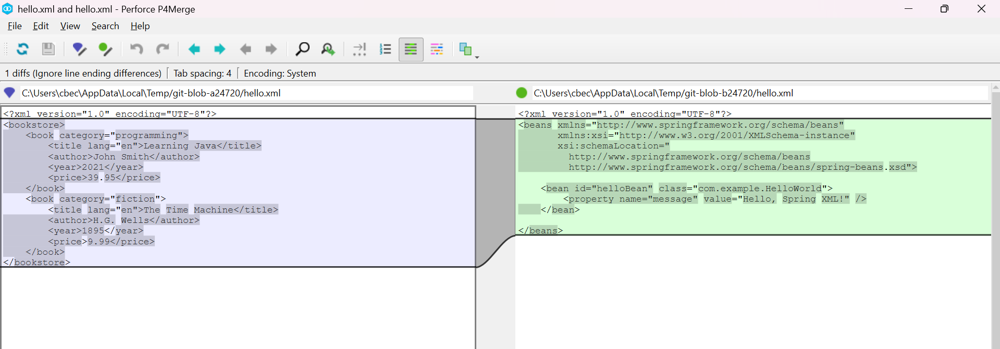 hello.xml and hello.xml - Perforce P4Merge
File Edit View Search Help
1 diffs (Ignore line ending differences) Tab spacing: 4 Encoding: System
C:\Users\cbec\AppData\Local\Temp/git-blob-a24720/hello.xml
<?xml version="1.0" encoding="UTF-8"?>
<bookstore>
    <book category="programming">
        <title lang="en">Learning Java</title>
        <author>John Smith</author>
        <year>2021</year>
        <price>39.95</price>
    </book>
    <book category="fiction">
        <title lang="en">The Time Machine</title>
        <author>H.G. Wells</author>
        <year>1895</year>
        <price>9.99</price>
    </book>
</bookstore>
C:\Users\cbec\AppData\Local\Temp/git-blob-b24720/hello.xml
<?xml version="1.0" encoding="UTF-8"?>
<beans xmlns="http://www.springframework.org/schema/beans"
       xmlns:xsi="http://www.w3.org/2001/XMLSchema-instance"
       xsi:schemaLocation="
         http://www.springframework.org/schema/beans
         http://www.springframework.org/schema/beans/spring-beans.xsd">
    <bean id="helloBean" class="com.example.HelloWorld">
        <property name="message" value="Hello, Spring XML!" />
    </bean>
</beans>